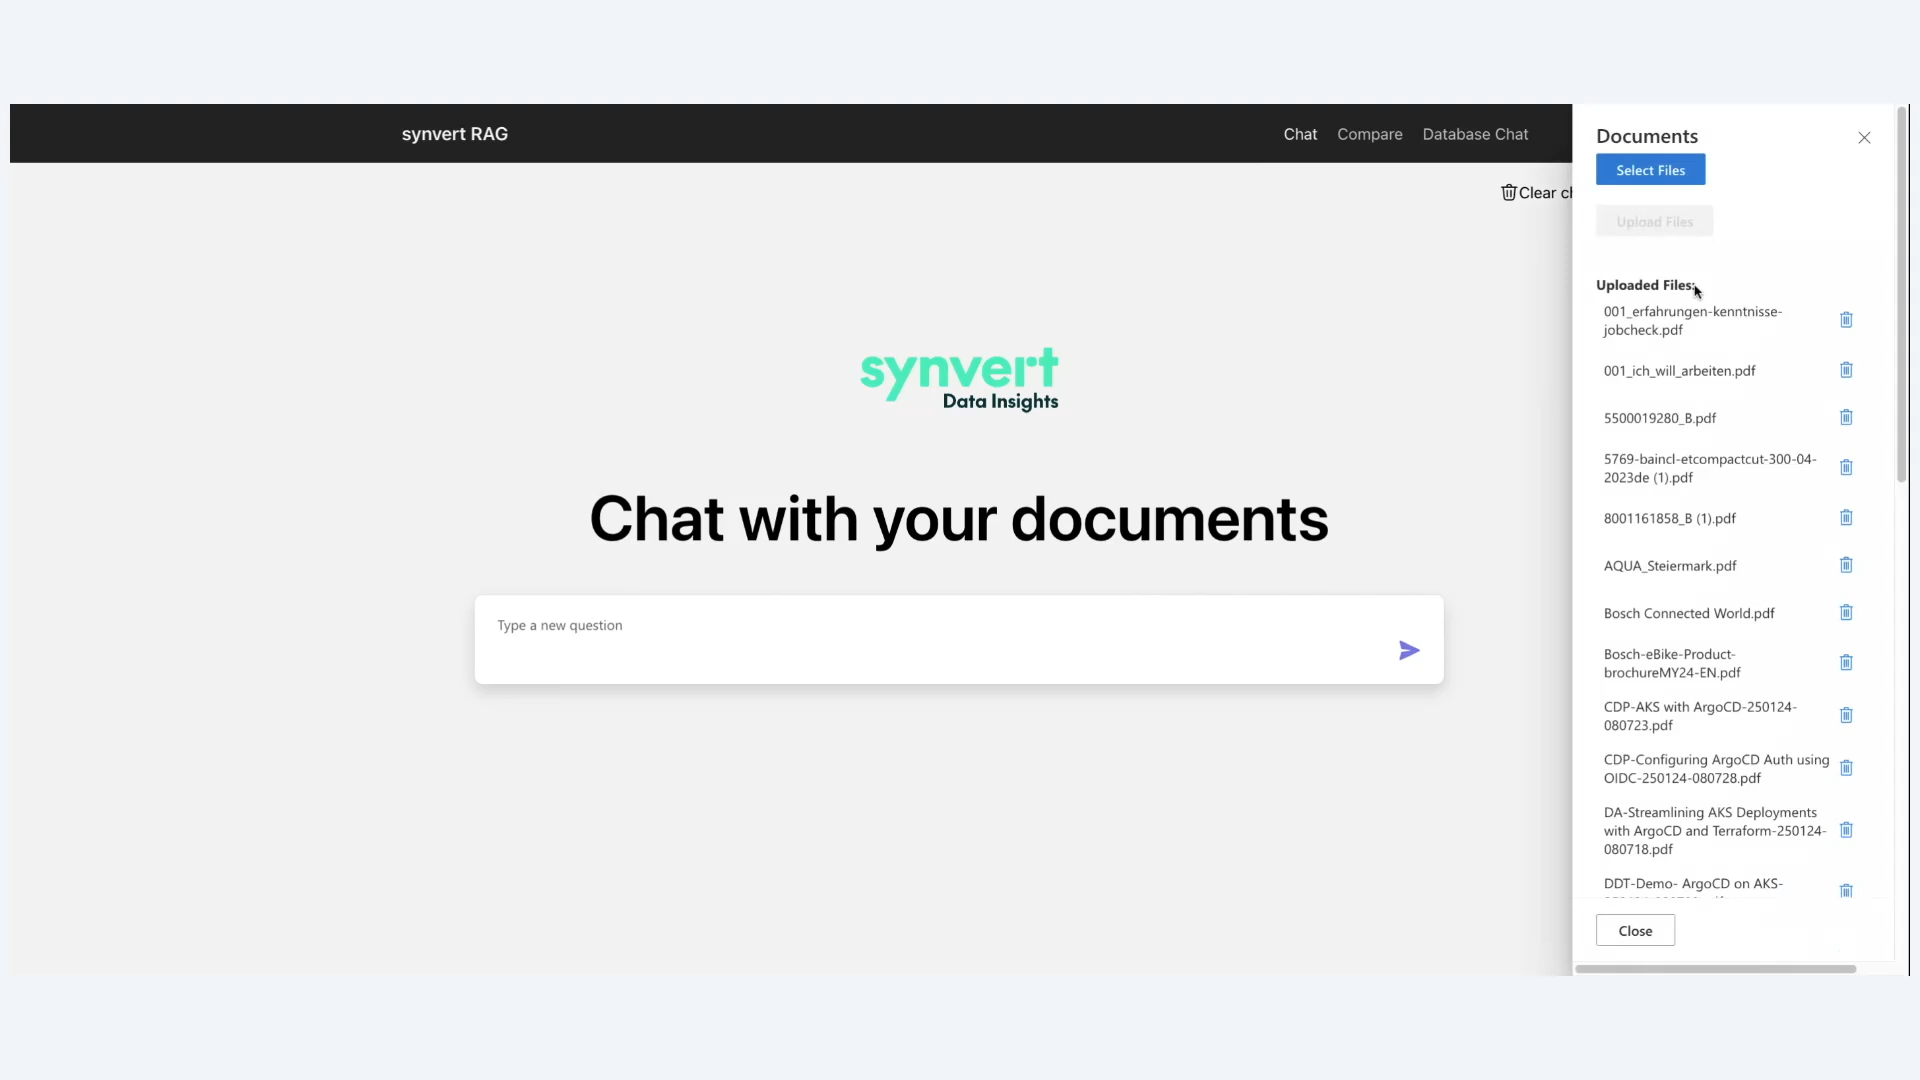 synvert RAG
Chat
Compare
Database Chat
Clear
synvert
Data Insights
Chat with your documents
Type a new question
Documents
Select Files
Upload Files
Uploaded Files:
001_erfahrungen-kenntnisse-
jobcheck.pdf
001_ich_will_arbeiten.pdf
5500019280_B.pdf
5769-baincl-etcompactcut-300-04-
2023de (1).pdf
8001161858_B (1).pdf
AQUA_Steiermark.pdf
Bosch Connected World.pdf
Bosch-eBike-Product-
brochureMY24-EN.pdf
CDP-AKS with ArgoCD-250124-
080723.pdf
CDP-Configuring ArgoCD Auth using
OIDC-250124-080728.pdf
DA-Streamlining AKS Deployments
with ArgoCD and Terraform-250124-
080718.pdf
DDT-Demo- ArgoCD on AKS-
Close